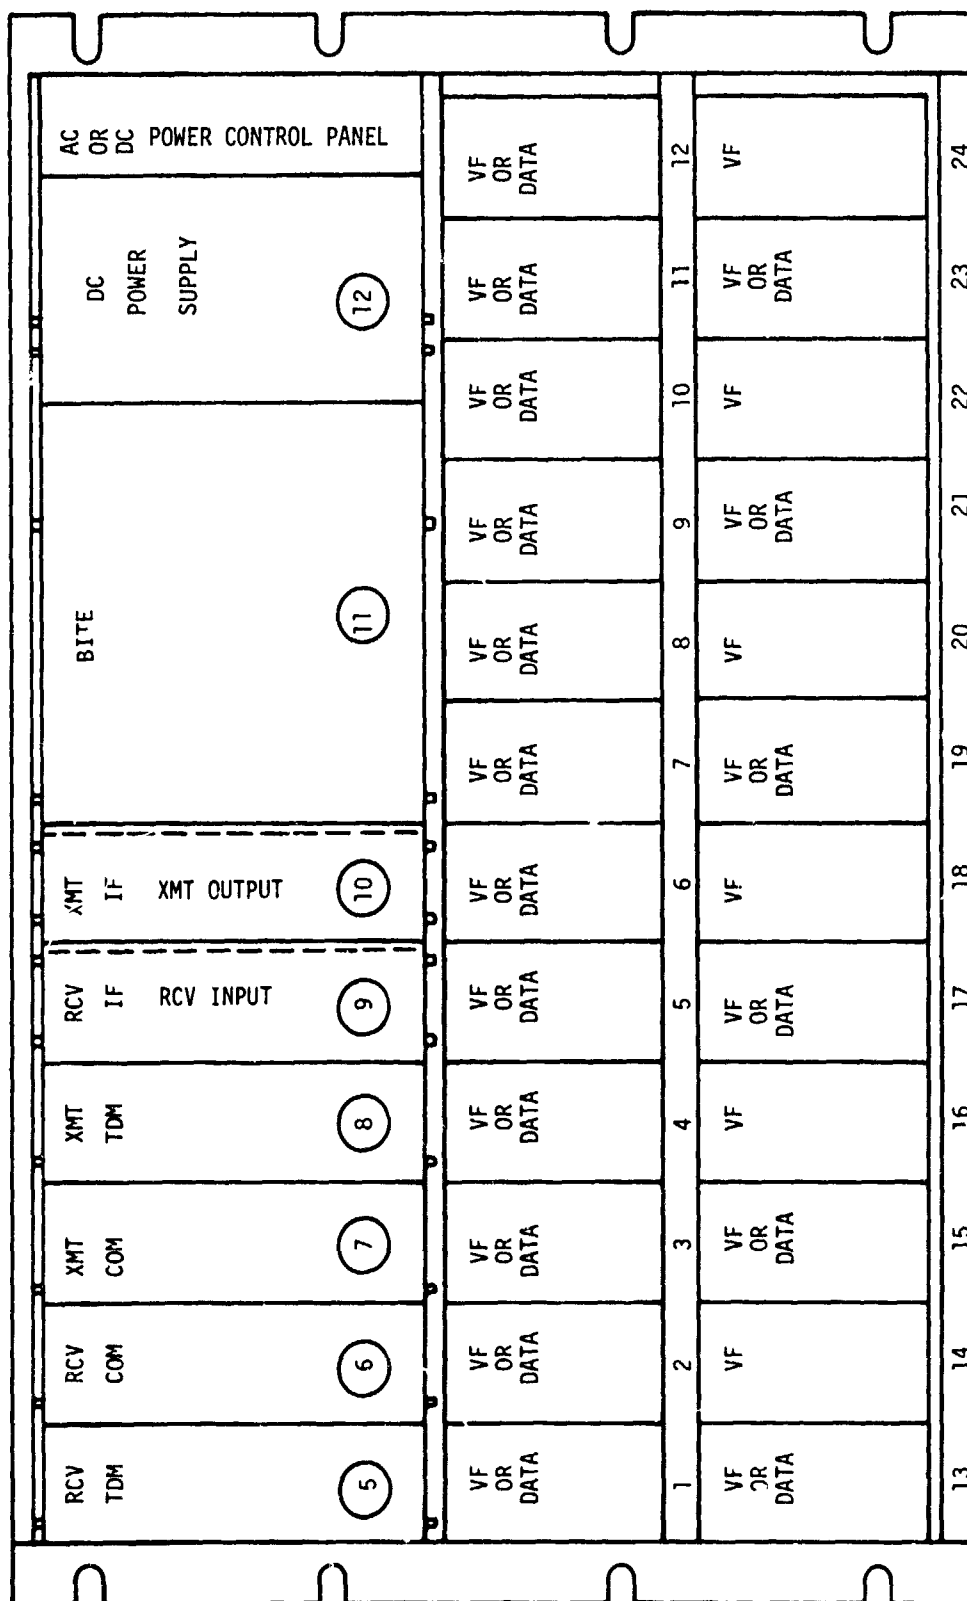 RCV
TDM
5
RCV
COM
6
XMT
COM
7
XMT
TDM
8
RCV
IF RCV INPUT
9
XMT
IF XMT OUTPUT
10
BITE
11
DC
POWER
SUPPLY
12
AC
OR
DC POWER CONTROL PANEL
VF
OR
DATA
VF
OR
DATA
VF
OR
DATA
VF
OR
DATA
VF
OR
DATA
VF
OR
DATA
VF
OR
DATA
VF
OR
DATA
VF
OR
DATA
VF
OR
DATA
VF
OR
DATA
VF
OR
DATA
1 2 3 4 5 6 7 8 9 10 11 12
VF
OR
DATA
VF
VF
OR
DATA
VF
VF
OR
DATA
VF
VF
OR
DATA
VF
VF
OR
DATA
VF
VF
OR
DATA
VF
13 14 15 16 17 18 19 20 21 22 23 24